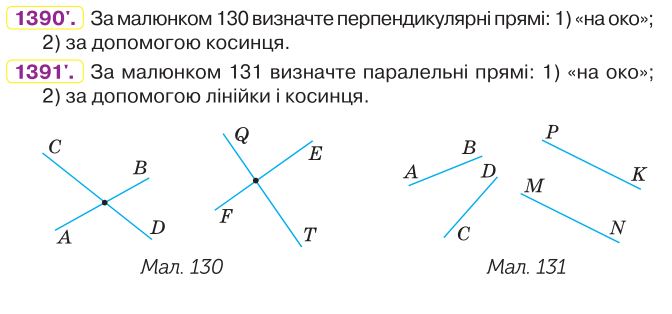 1390'. За малюнком 130 визначте перпендикулярні прямі: 1) «на око»;
2) за допомогою косинця.
1391'. За малюнком 131 визначте паралельні прямі: 1) «на око»;
2) за допомогою лінійки і косинця.
C B A D
Q E F T
A B D C
P K M N
Мал. 130
Мал. 131